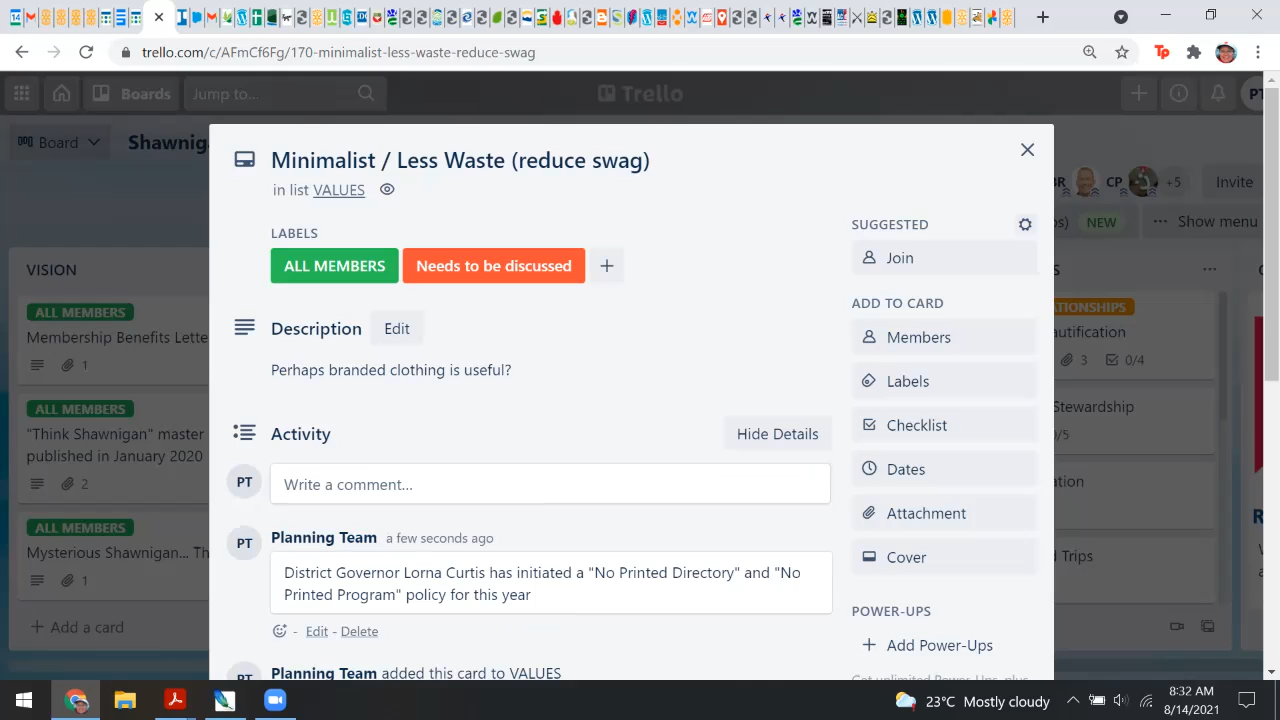 trello.com/c/AFmCf6Fg/170-minimalist-less-waste-reduce-swag
Boards
Jump to...
Trello
Board
Shawnigan
BR
CP
+5
Invite
NEW
Show menu
Minimalist / Less Waste (reduce swag)
in list VALUES
LABELS
ALL MEMBERS
Needs to be discussed
Description
Edit
Perhaps branded clothing is useful?
Activity
Hide Details
PT
Write a comment...
PT
Planning Team a few seconds ago
District Governor Lorna Curtis has initiated a "No Printed Directory" and "No
Printed Program" policy for this year
- Edit - Delete
Planning Team added this card to VALUES
SUGGESTED
Join
ADD TO CARD
Members
Labels
Checklist
Dates
Attachment
Cover
POWER-UPS
Add Power-Ups
VISION
ALL MEMBERS
Membership Benefits Lette
1
ALL MEMBERS
"Think Shawnigan" master
published in January 2020
2
ALL MEMBERS
Mysterious Shawnigan... Th
1
Add a card
ATIONSHIPS
autification
3
0/4
Stewardship
0/5
ation
d Trips
23°C Mostly cloudy
8:32 AM
8/14/2021